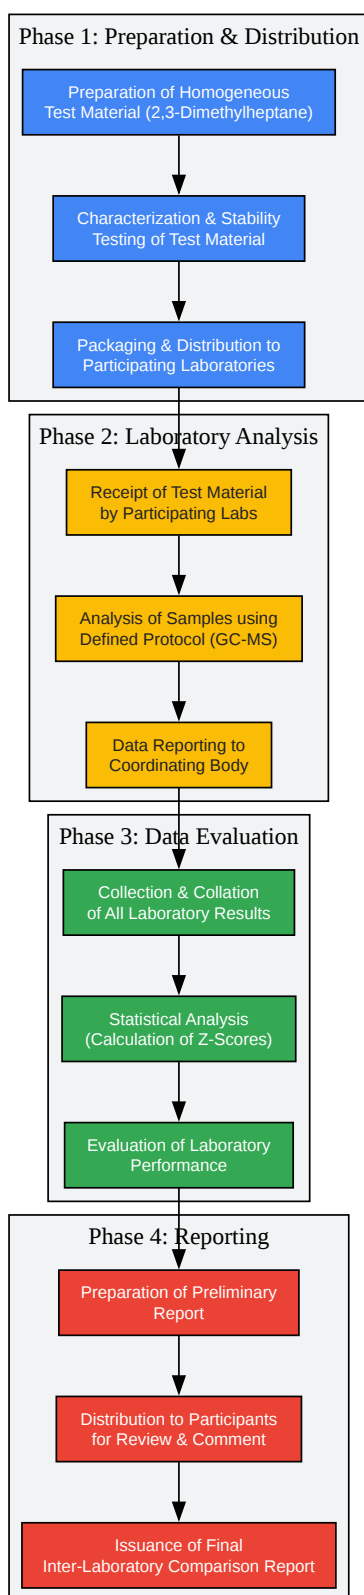 Phase 1: Preparation & Distribution
Preparation of Homogeneous
Test Material (2,3-Dimethylheptane)
Characterization & Stability
Testing of Test Material
Packaging & Distribution to
Participating Laboratories
Phase 2: Laboratory Analysis
Receipt of Test Material
by Participating Labs
Analysis of Samples using
Defined Protocol (GC-MS)
Data Reporting to
Coordinating Body
Phase 3: Data Evaluation
Collection & Collation
of All Laboratory Results
Statistical Analysis
(Calculation of Z-Scores)
Evaluation of Laboratory
Performance
Phase 4: Reporting
Preparation of Preliminary
Report
Distribution to Participants
for Review & Comment
Issuance of Final
Inter-Laboratory Comparison Report